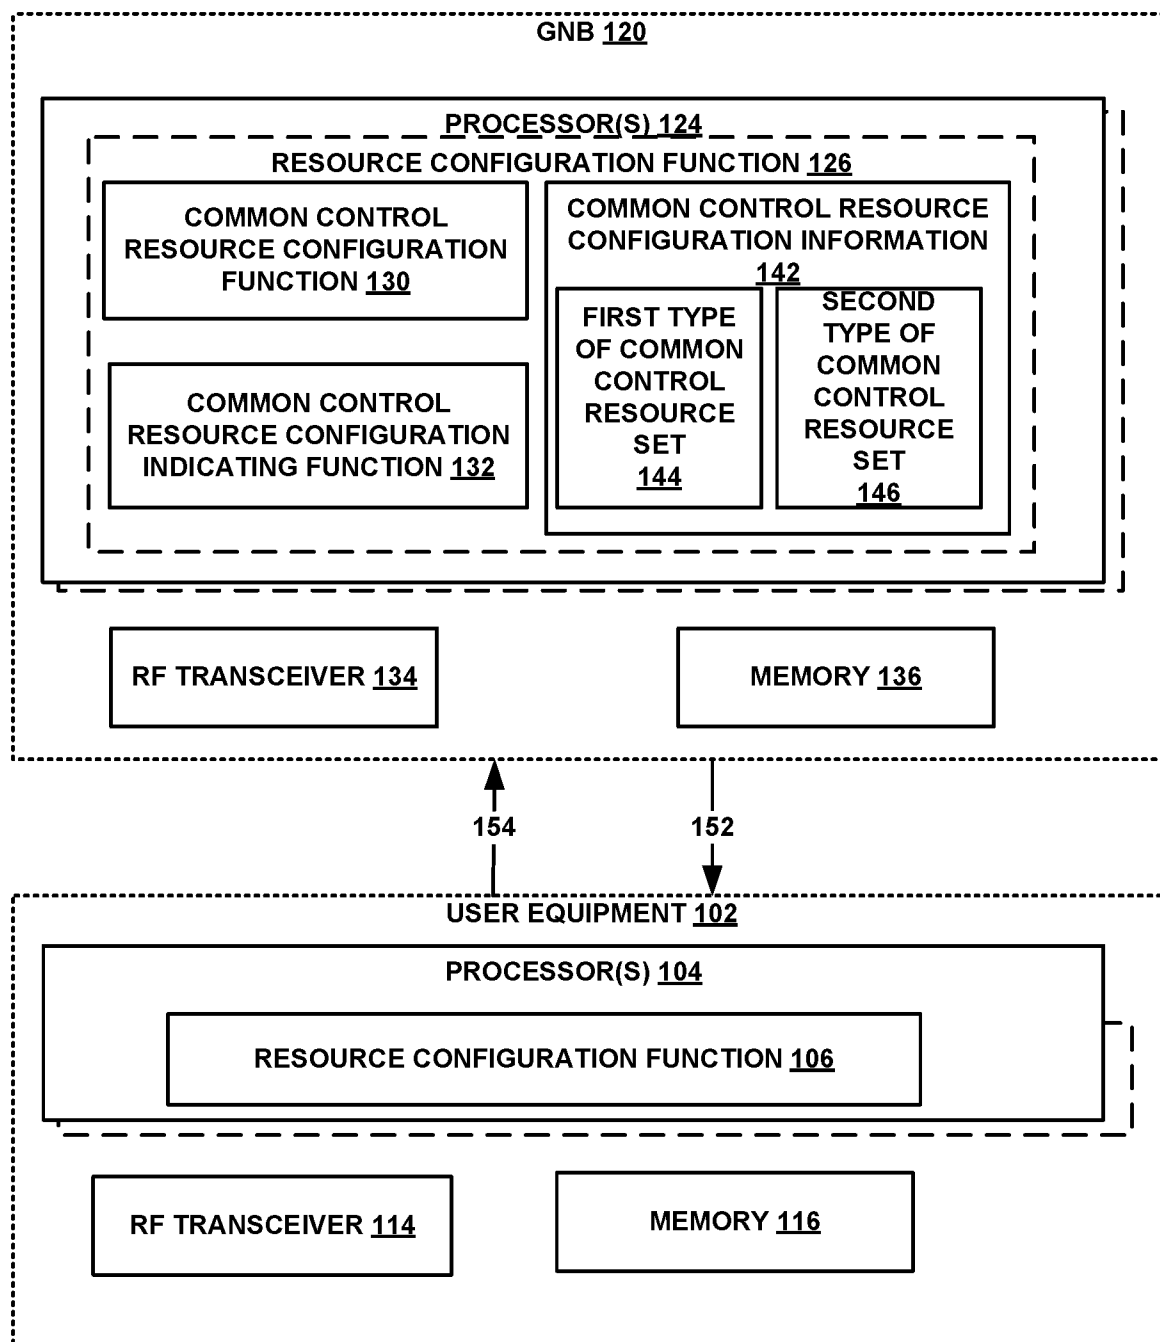 GNB 120
PROCESSOR(S) 124
RESOURCE CONFIGURATION FUNCTION 126
COMMON CONTROL
RESOURCE CONFIGURATION
FUNCTION 130
COMMON CONTROL RESOURCE
CONFIGURATION INFORMATION
142
FIRST TYPE
OF COMMON
CONTROL
RESOURCE
SET
144
SECOND
TYPE OF
COMMON
CONTROL
RESOURCE
SET
146
COMMON CONTROL
RESOURCE CONFIGURATION
INDICATING FUNCTION 132
RF TRANSCEIVER 134
MEMORY 136
154
152
USER EQUIPMENT 102
PROCESSOR(S) 104
RESOURCE CONFIGURATION FUNCTION 106
RF TRANSCEIVER 114
MEMORY 116